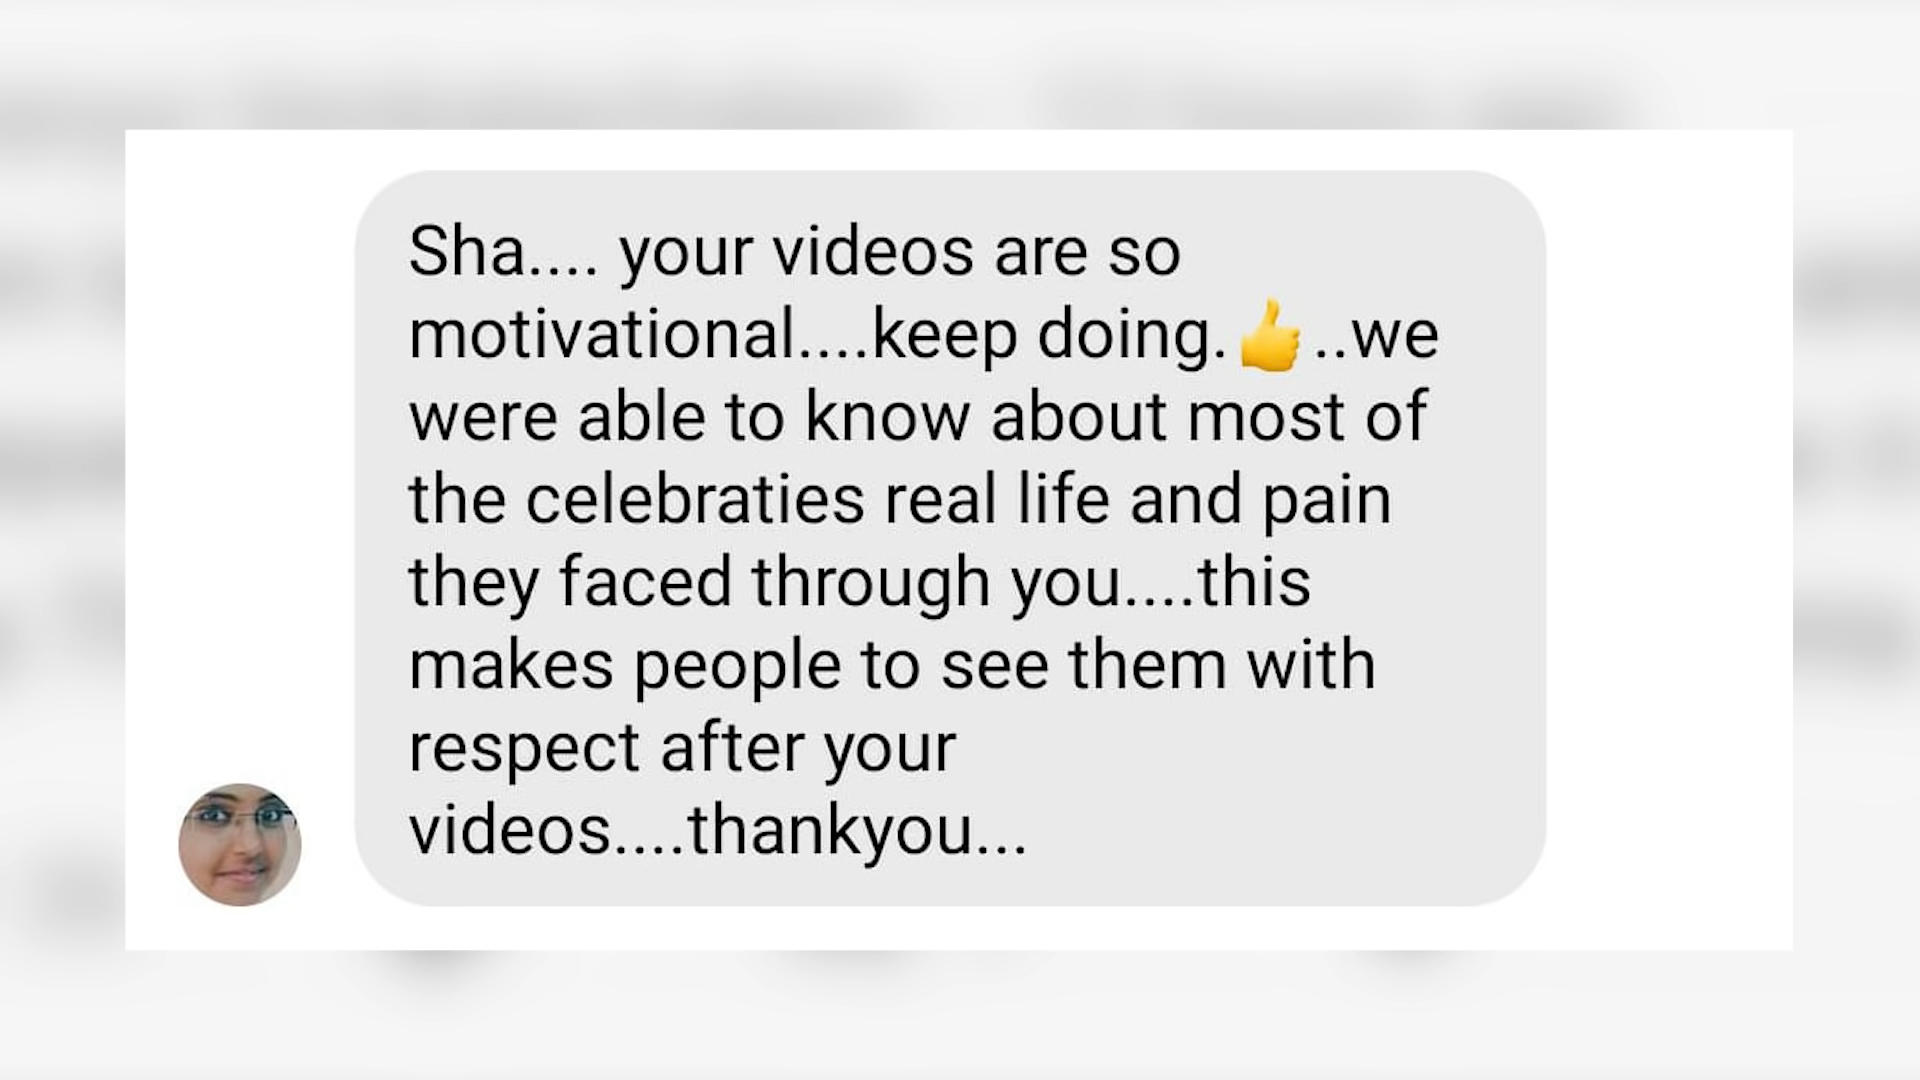 Sha.... your videos are so
motivational....keep doing.👍..we
were able to know about most of
the celebraties real life and pain
they faced through you....this
makes people to see them with
respect after your
videos....thankyou...